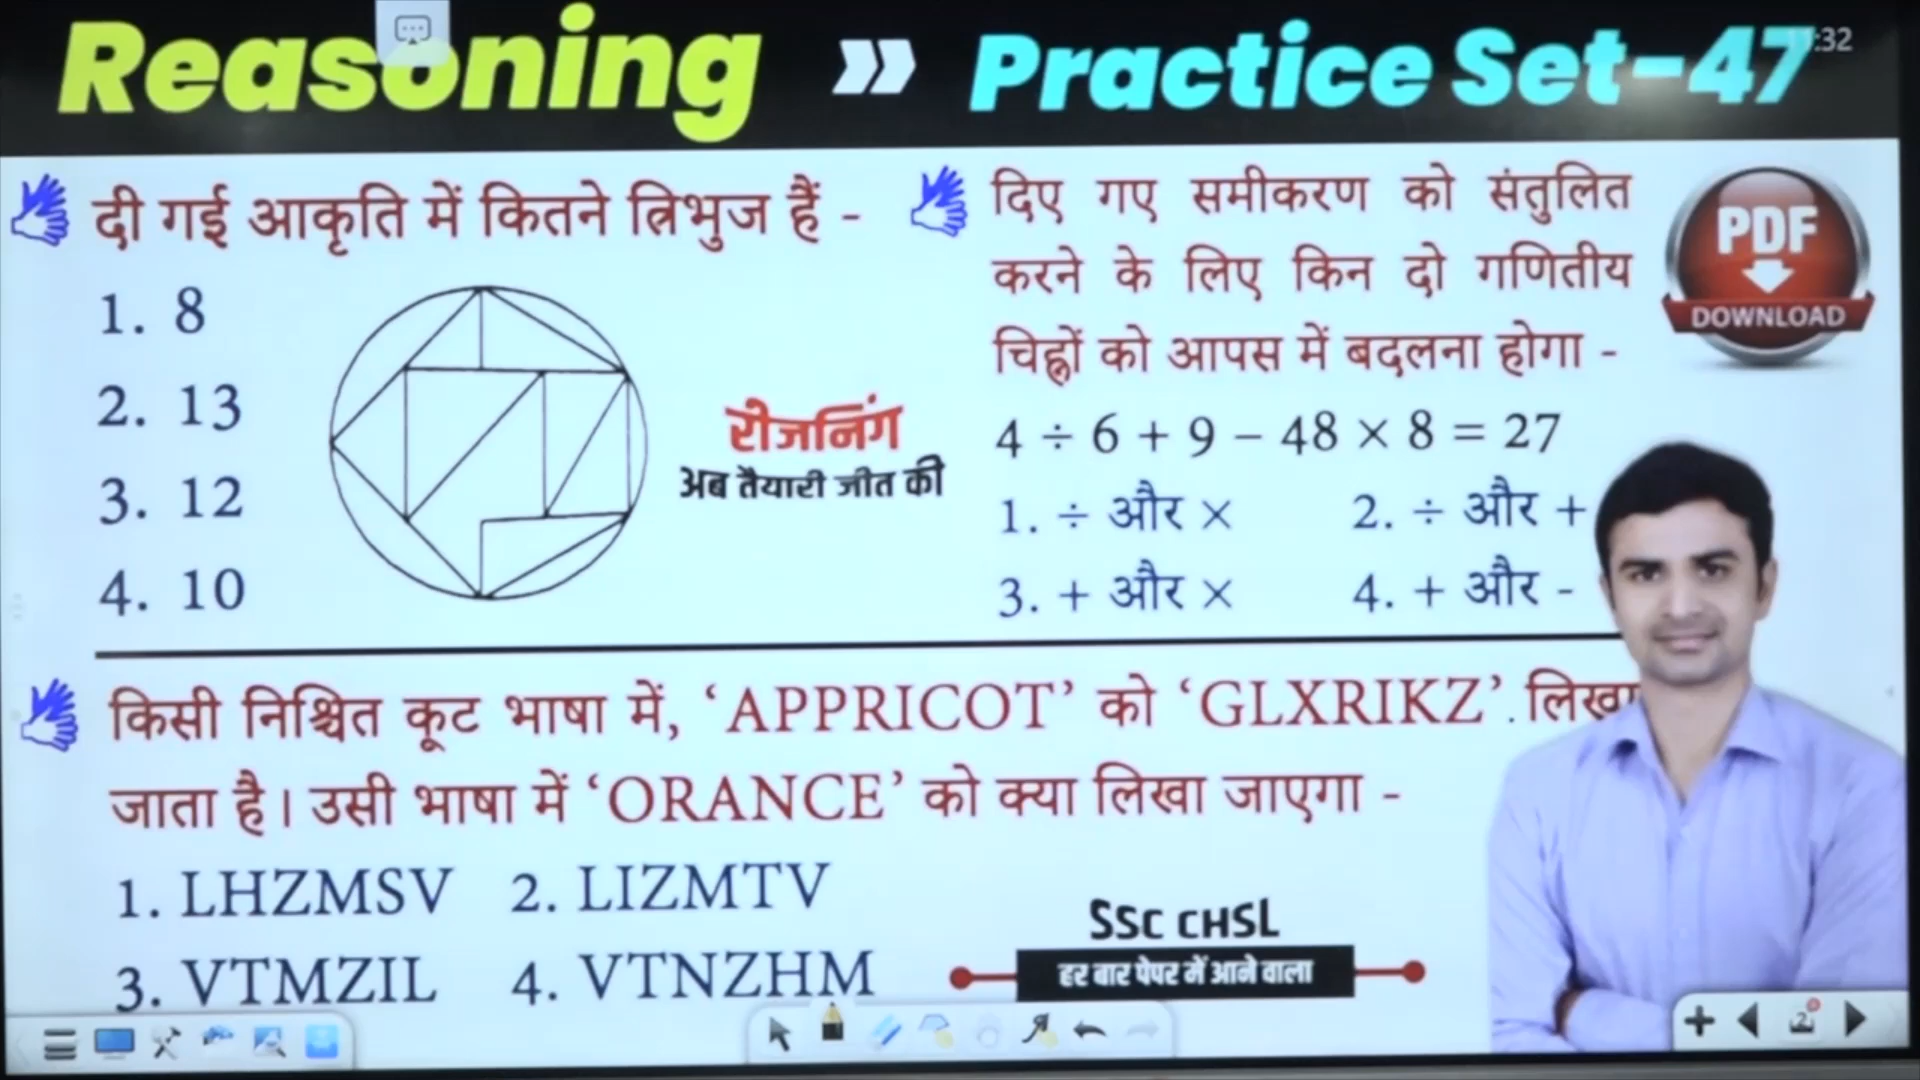 Reasoning » Practice Set-47
:32
दी गई आकृति में कितने त्रिभुज हैं -
1. 8
2. 13
3. 12
4. 10
रीजनिंग
अब तैयारी जीत की
दिए गए समीकरण को संतुलित
करने के लिए किन दो गणितीय
चिह्नों को आपस में बदलना होगा -
4 ÷ 6 + 9 – 48 × 8 = 27
1. ÷ और ×
2. ÷ और +
3. + और ×
4. + और -
PDF
DOWNLOAD
किसी निश्चित कूट भाषा में, ‘APPRICOT’ को ‘GLXRIKZ’ लिखा
जाता है। उसी भाषा में ‘ORANCE’ को क्या लिखा जाएगा -
1. LHZMSV
2. LIZMTV
3. VTMZIL
4. VTNZHM
SSC CHSL
हर बार पेपर में आने वाला
2